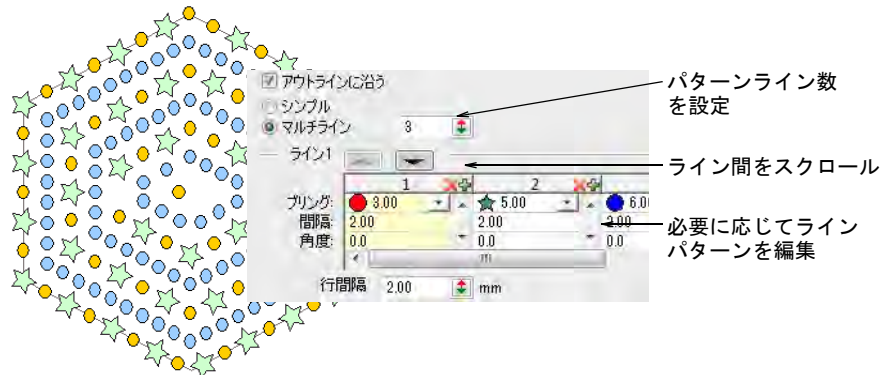 アウトラインに沿う
シンプル
マルチライン 3
ライン1
1 2
ブリング: 3.00 5.00 6.0
間隔: 2.00 2.00 2.00
角度: 0.0 0.0 0.0
行間隔 2.00 mm
パターンライン数
を設定
ライン間をスクロール
必要に応じてライン
パターンを編集